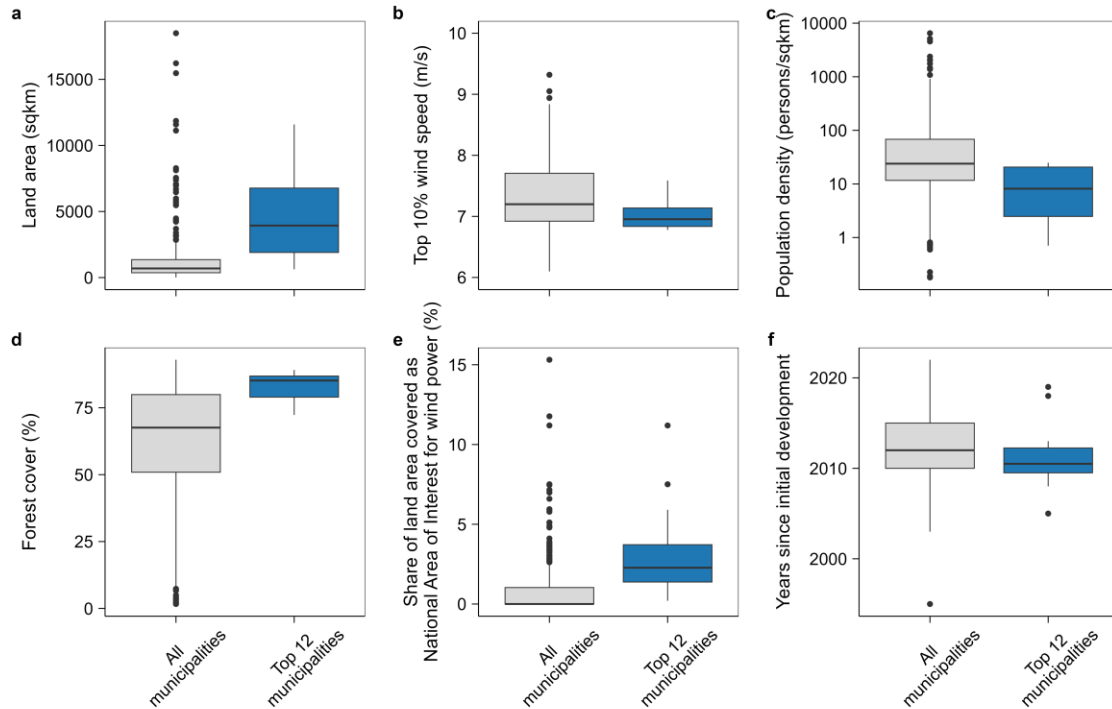 a
Land area (sqkm)
15000
10000
5000
0
b
Top 10% wind speed (m/s)
10
9
8
7
6
c
Population density (persons/sqkm)
10000
1000
100
10
1
d
Forest cover (%)
75
50
25
0
All
municipalities
Top 12
municipalities
e
Share of land area covered as
National Area of Interest for wind power (%)
15
10
5
0
All
municipalities
Top 12
municipalities
f
Years since initial development
2020
2010
2000
All
municipalities
Top 12
municipalities